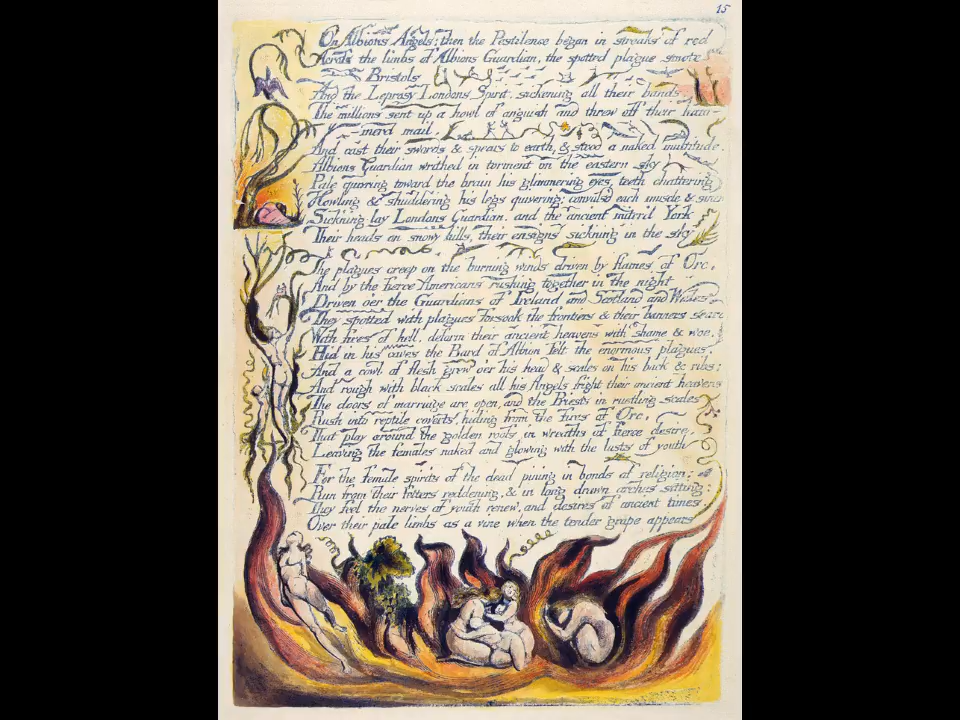 15
On Albions Angels; then the Pestilence began in streaks of red
Across the limbs of Albions Guardian, the spotted plague smote
Bristols
And the Leprosy Londons Spirit, sickening all their bands:
The millions sent up a howl of anguish and threw off their ham-
-merd mail,
And cast their swords & spears to earth, & stood a naked multitude.
Albions Guardian writhed in torment on the eastern sky
Pale quivring toward the brain his glimmering eyes, teeth chattering
Howling & shuddering his legs quivering; convuls'd each muscle & sinew
Sick'ning lay Londons Guardian, and the ancient miter'd York
Their heads on snowy hills, their ensigns sick'ning in the sky
The plagues creep on the burning winds driven by flames of Orc,
And by the fierce Americans rushing together in the night
Driven o'er the Guardians of Ireland and Scotland and Wales
They spotted with plagues forsook the frontiers & their banners seard
With fires of hell, deform their ancient heavens with shame & woe.
Hid in his caves the Bard of Albion felt the enormous plagues.
And a cowl of flesh grew o'er his head & scales on his back & ribs;
And rough with black scales all his Angels fright their ancient heavens
The doors of marriage are open, and the Priests in rustling scales
Rush into reptile coverts, hiding from the fires of Orc,
That play around the golden roofs in wreaths of fierce desire,
Leaving the females naked and glowing with the lusts of youth
For the female spirits of the dead pining in bonds of religion;
Run from their fetters reddening, & in long drawn arches sitting:
They feel the nerves of youth renew, and desires of ancient times,
Over their pale limbs as a vine when the tender grape appears